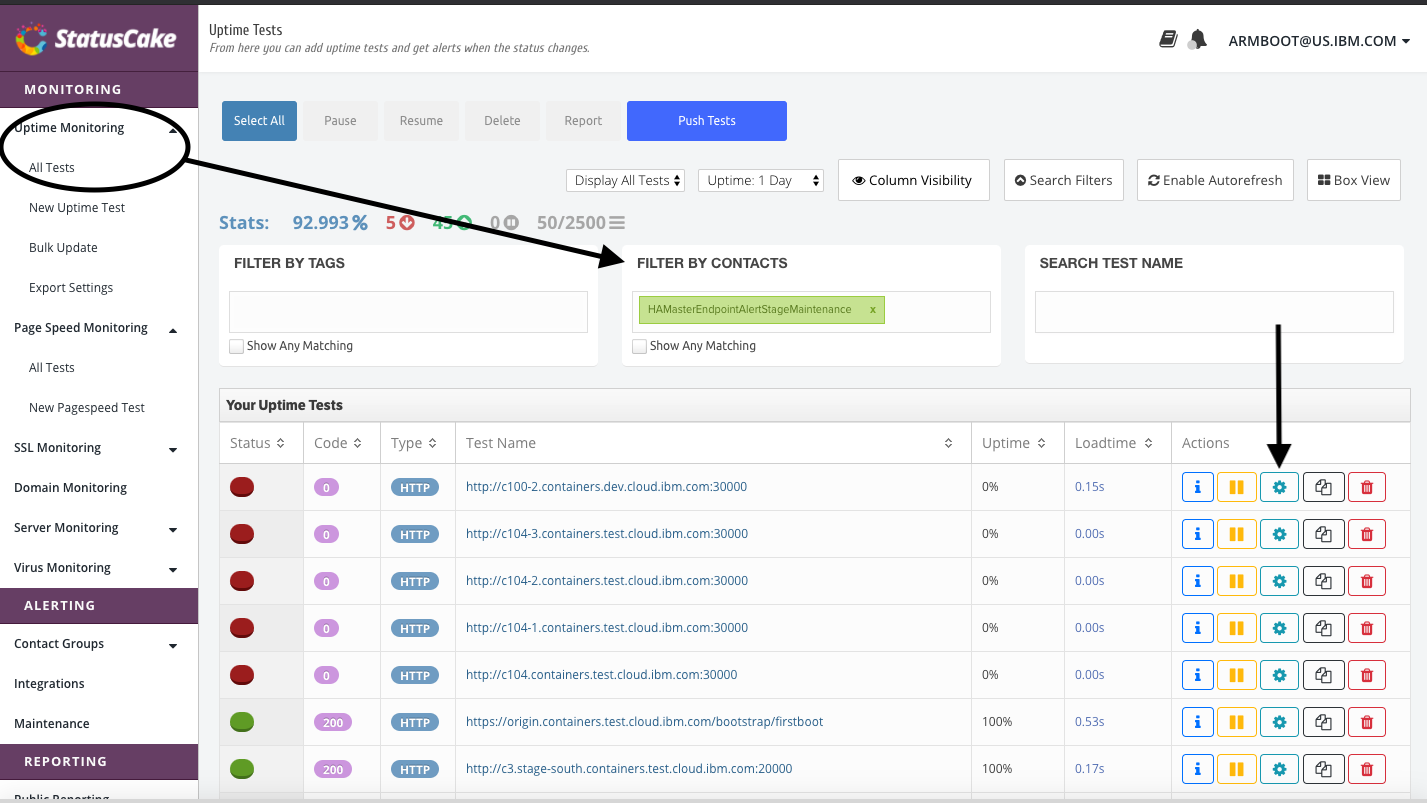 StatusCake
Uptime Tests
From here you can add uptime tests and get alerts when the status changes.
ARMBOOT@US.IBM.COM
MONITORING
Uptime Monitoring
All Tests
New Uptime Test
Bulk Update
Export Settings
Page Speed Monitoring
All Tests
New Pagespeed Test
SSL Monitoring
Domain Monitoring
Server Monitoring
Virus Monitoring
ALERTING
Contact Groups
Integrations
Maintenance
REPORTING
Public Reporting
Select All Pause Resume Delete Report Push Tests
Display All Tests Uptime: 1 Day Column Visibility Search Filters Enable Autorefresh Box View
Stats: 92.993% 5 45 0 50/2500
FILTER BY TAGS
Show Any Matching
FILTER BY CONTACTS
HAMasterEndpointAlertStageMaintenance x
Show Any Matching
SEARCH TEST NAME
Your Uptime Tests
Status Code Type Test Name Uptime Loadtime Actions
0 HTTP http://c100-2.containers.dev.cloud.ibm.com:30000 0% 0.15s
0 HTTP http://c104-3.containers.test.cloud.ibm.com:30000 0% 0.00s
0 HTTP http://c104-2.containers.test.cloud.ibm.com:30000 0% 0.00s
0 HTTP http://c104-1.containers.test.cloud.ibm.com:30000 0% 0.00s
0 HTTP http://c104.containers.test.cloud.ibm.com:30000 0% 0.00s
200 HTTP https://origin.containers.test.cloud.ibm.com/bootstrap/firstboot 100% 0.53s
200 HTTP http://c3.stage-south.containers.test.cloud.ibm.com:20000 100% 0.17s